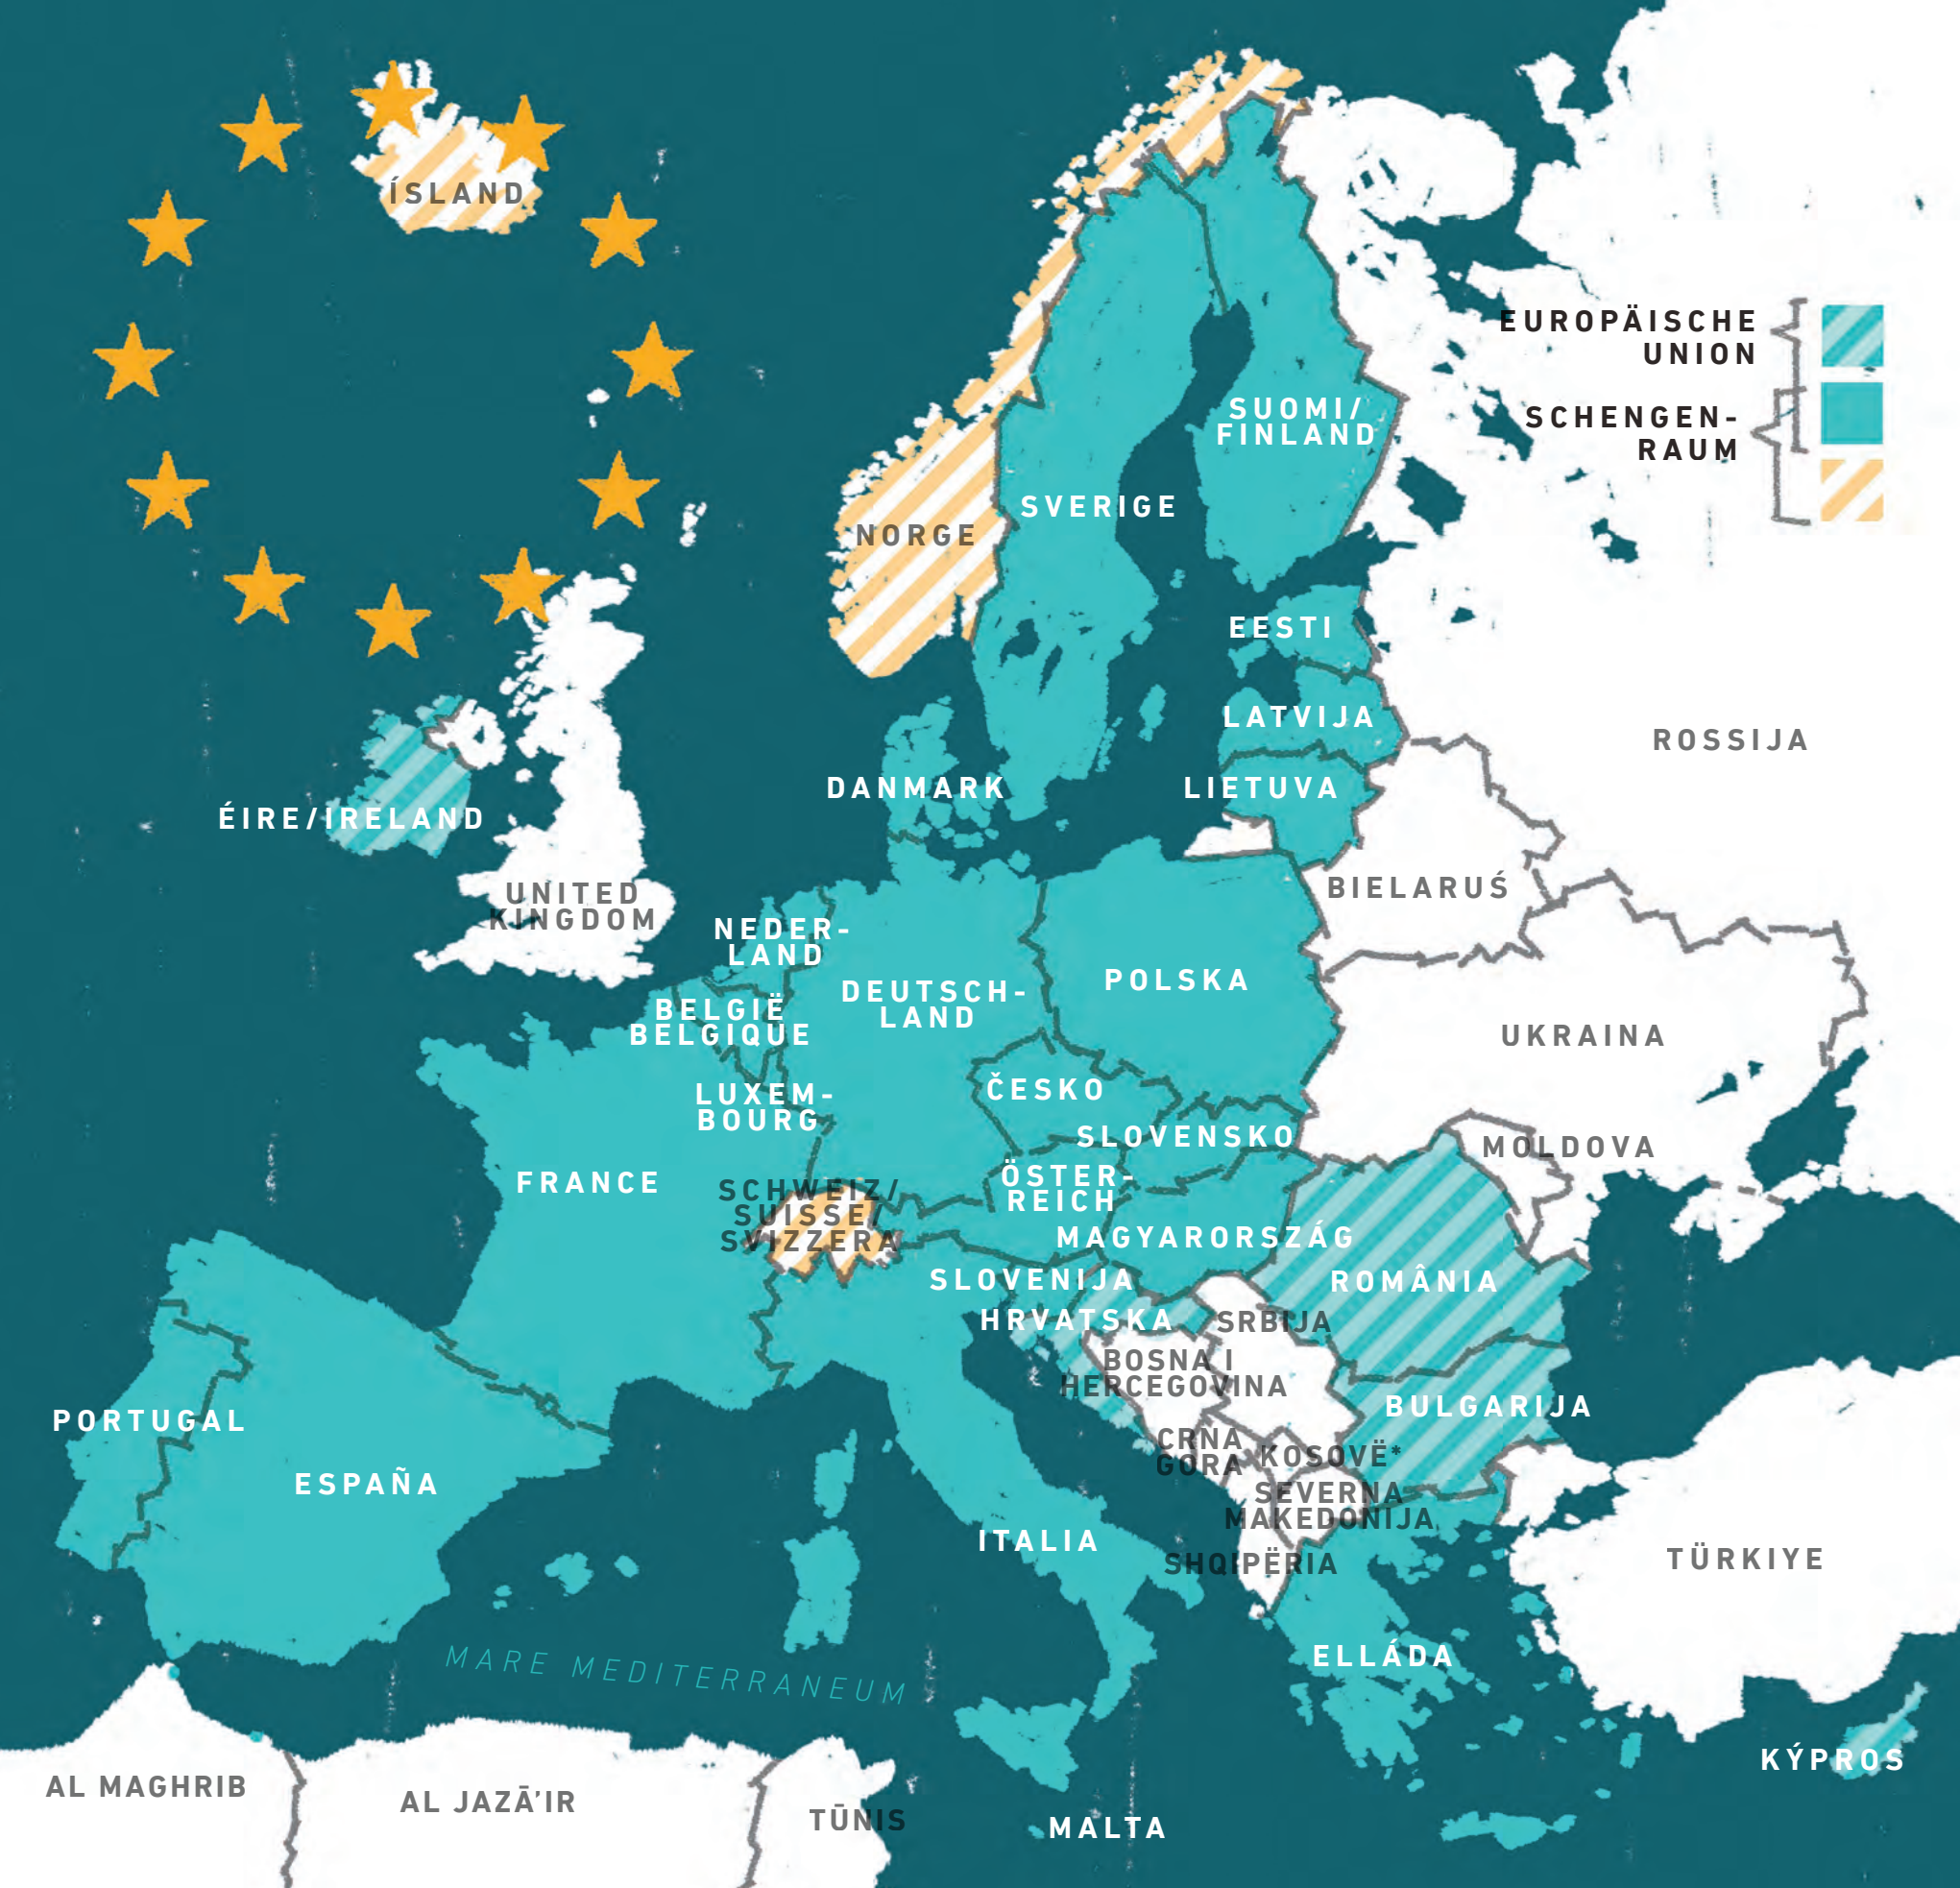 ÍSLAND
EUROPÄISCHE
UNION
SCHENGEN-
RAUM
SUOMI/
FINLAND
SVERIGE
NORGE
EESTI
LATVIJA
ROSSIJA
DANMARK
LIETUVA
ÉIRE/IRELAND
UNITED
KINGDOM
BIELARUŚ
NEDER-
LAND
POLSKA
DEUTSCH-
LAND
BELGIË
BELGIQUE
UKRAINA
ČESKO
LUXEM-
BOURG
SLOVENSKO
MOLDOVA
FRANCE
ÖSTER-
REICH
SCHWEIZ/
SUISSE/
SVIZZERA
MAGYARORSZÁG
SLOVENIJA
ROMÂNIA
HRVATSKA
SRBIJA
BOSNA I
HERCEGOVINA
BULGARIJA
PORTUGAL
CRNA
GORA
KOSOVË*
ESPAÑA
SEVERNA
MAKEDONIJA
ITALIA
SHQIPËRIA
TÜRKIYE
ELLÁDA
MARE MEDITERRANEUM
KÝPROS
AL MAGHRIB
AL JAZĀ’IR
TŪNIS
MALTA